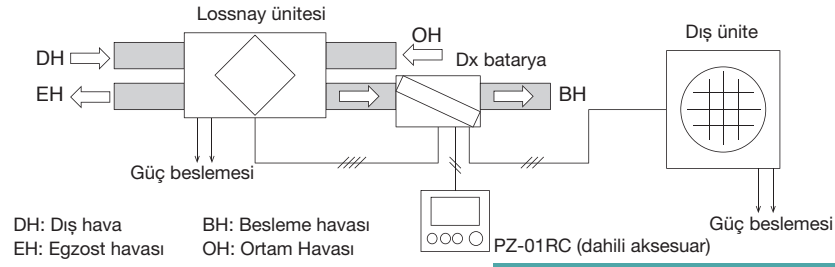 Lossnay ünitesi
OH
Dx batarya
Dış ünite
DH
EH
BH
Güç beslemesi
Güç beslemesi
DH: Dış hava BH: Besleme havası
EH: Egzost havası OH: Ortam Havası
PZ-01RC (dahili aksesuar)